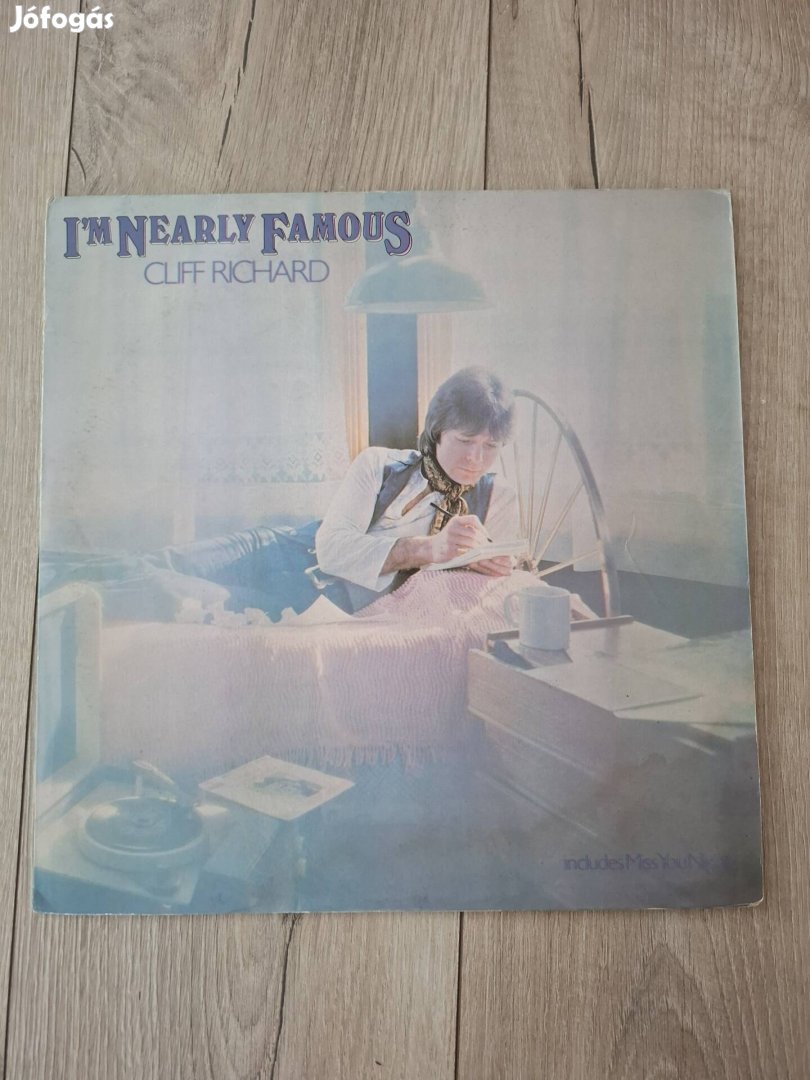 Jófogás
I'M NEARLY FAMOUS
CLIFF RICHARD
includes Miss You